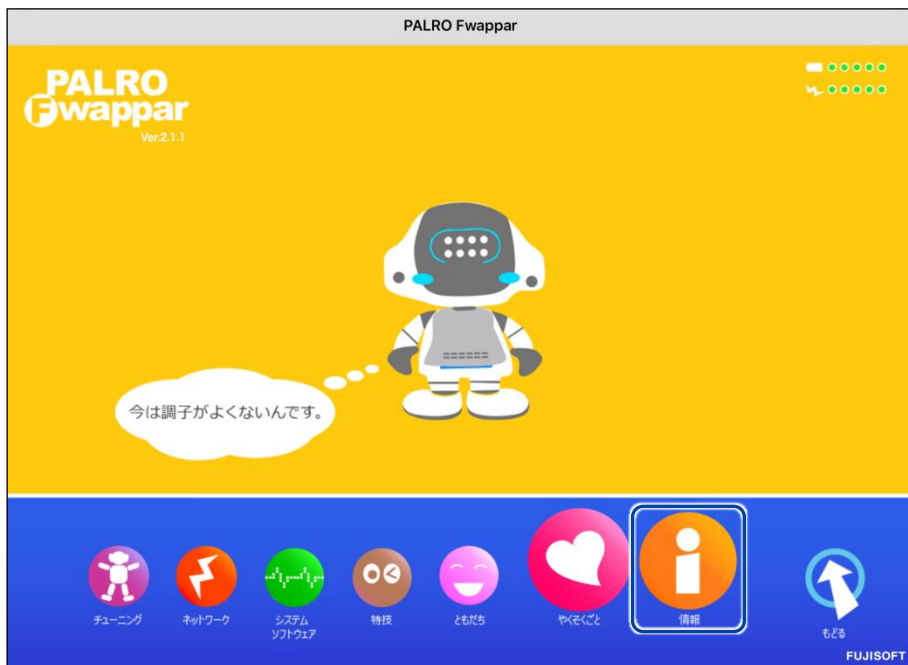 PALRO Fwappar
PALRO
Fwappar
Ver.2.1.1
今は調子がよくないんです。
チューニング
ネットワーク
システム
ソフトウェア
特技
ともだち
やくそくごと
情報
もどる
FUJISOFT